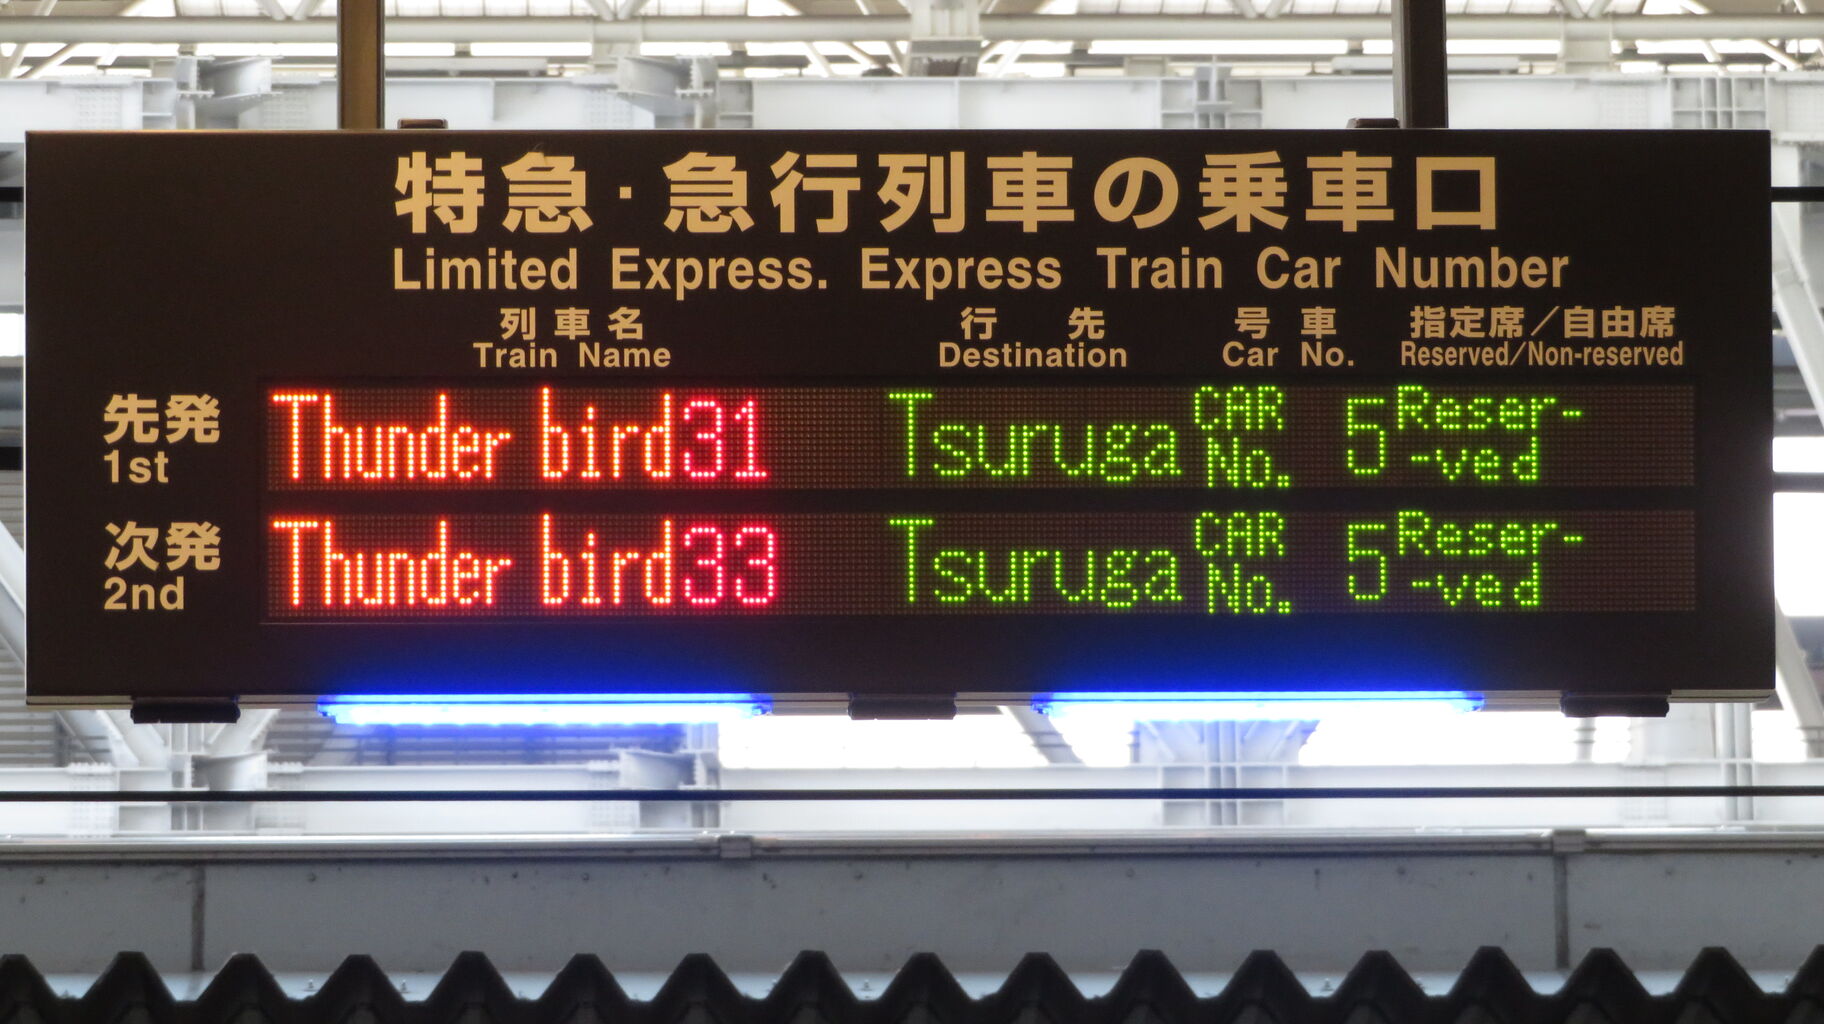 特急・急行列車の乗車口
Limited Express. Express Train Car Number
列車名 行先 号車 指定席／自由席
Train Name Destination Car No. Reserved/Non-reserved
先発 1st Thunder bird31 Tsuruga CAR No. 5 Reser- -ved
次発 2nd Thunder bird33 Tsuruga CAR No. 5 Reser- -ved